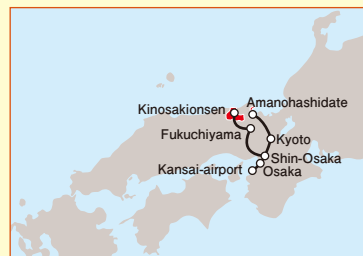 Kinosakionsen
Amanohashidate
Fukuchiyama
Kyoto
Shin-Osaka
Kansai-airport
Osaka